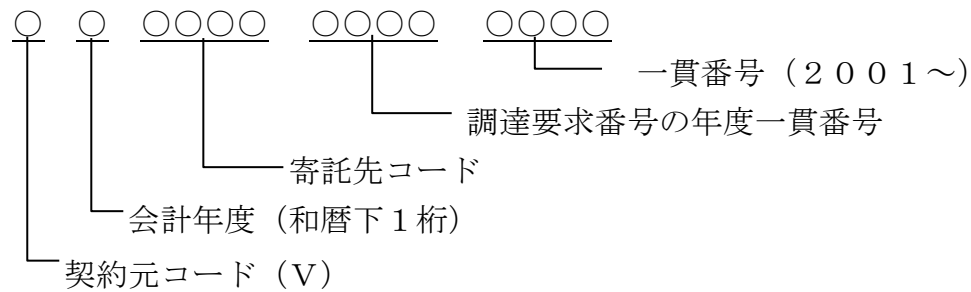 ○ ○ ○○○○ ○○○○ ○○○○
一貫番号（２００１～）
調達要求番号の年度一貫番号
寄託先コード
会計年度（和暦下１桁）
契約元コード（Ｖ）